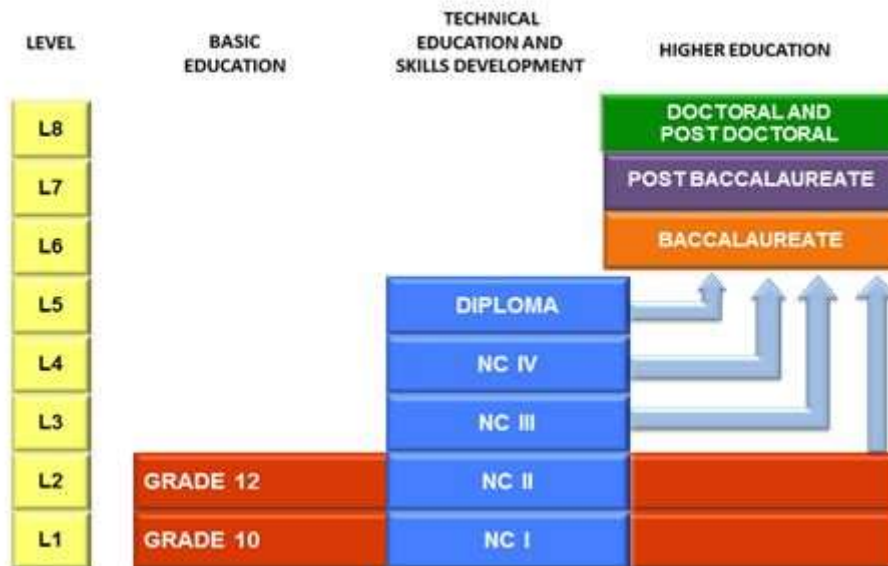 LEVEL
BASIC
EDUCATION
TECHNICAL
EDUCATION AND
SKILLS DEVELOPMENT
HIGHER EDUCATION
L8
DOCTORAL AND
POST DOCTORAL
L7
POST BACCALAUREATE
L6
BACCALAUREATE
L5
DIPLOMA
L4
NC IV
L3
NC III
L2
GRADE 12
NC II
L1
GRADE 10
NC I